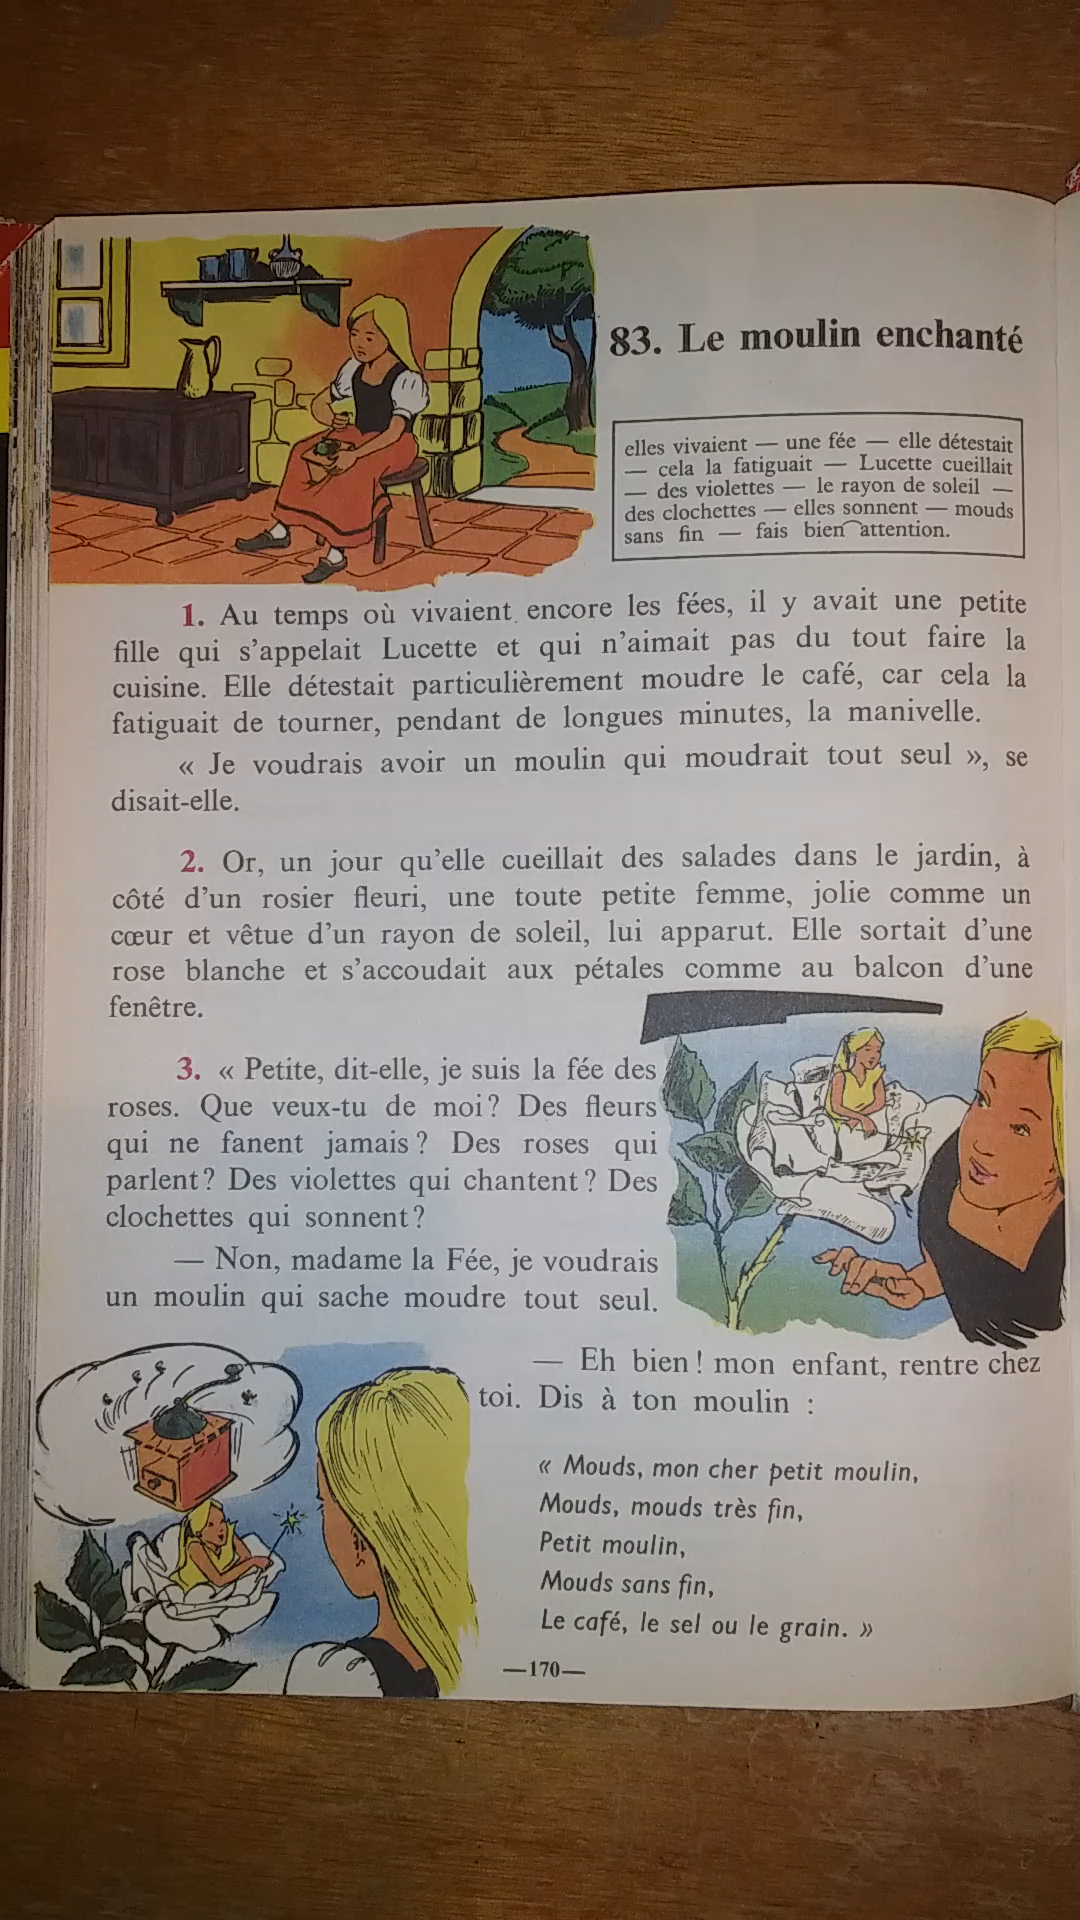 83. Le moulin enchanté
elles vivaient — une fée — elle détestait
— cela la fatiguait — Lucette cueillait
— des violettes — le rayon de soleil —
des clochettes — elles sonnent — mouds
sans fin — fais bien attention.
1. Au temps où vivaient encore les fées, il y avait une petite
fille qui s'appelait Lucette et qui n'aimait pas du tout faire la
cuisine. Elle détestait particulièrement moudre le café, car cela la
fatiguait de tourner, pendant de longues minutes, la manivelle.
« Je voudrais avoir un moulin qui moudrait tout seul », se
disait-elle.
2. Or, un jour qu'elle cueillait des salades dans le jardin, à
côté d'un rosier fleuri, une toute petite femme, jolie comme un
cœur et vêtue d'un rayon de soleil, lui apparut. Elle sortait d'une
rose blanche et s'accoudait aux pétales comme au balcon d'une
fenêtre.
3. « Petite, dit-elle, je suis la fée des
roses. Que veux-tu de moi ? Des fleurs
qui ne fanent jamais ? Des roses qui
parlent ? Des violettes qui chantent ? Des
clochettes qui sonnent ?
— Non, madame la Fée, je voudrais
un moulin qui sache moudre tout seul.
— Eh bien ! mon enfant, rentre chez
toi. Dis à ton moulin :
« Mouds, mon cher petit moulin,
Mouds, mouds très fin,
Petit moulin,
Mouds sans fin,
Le café, le sel ou le grain. »
—170—